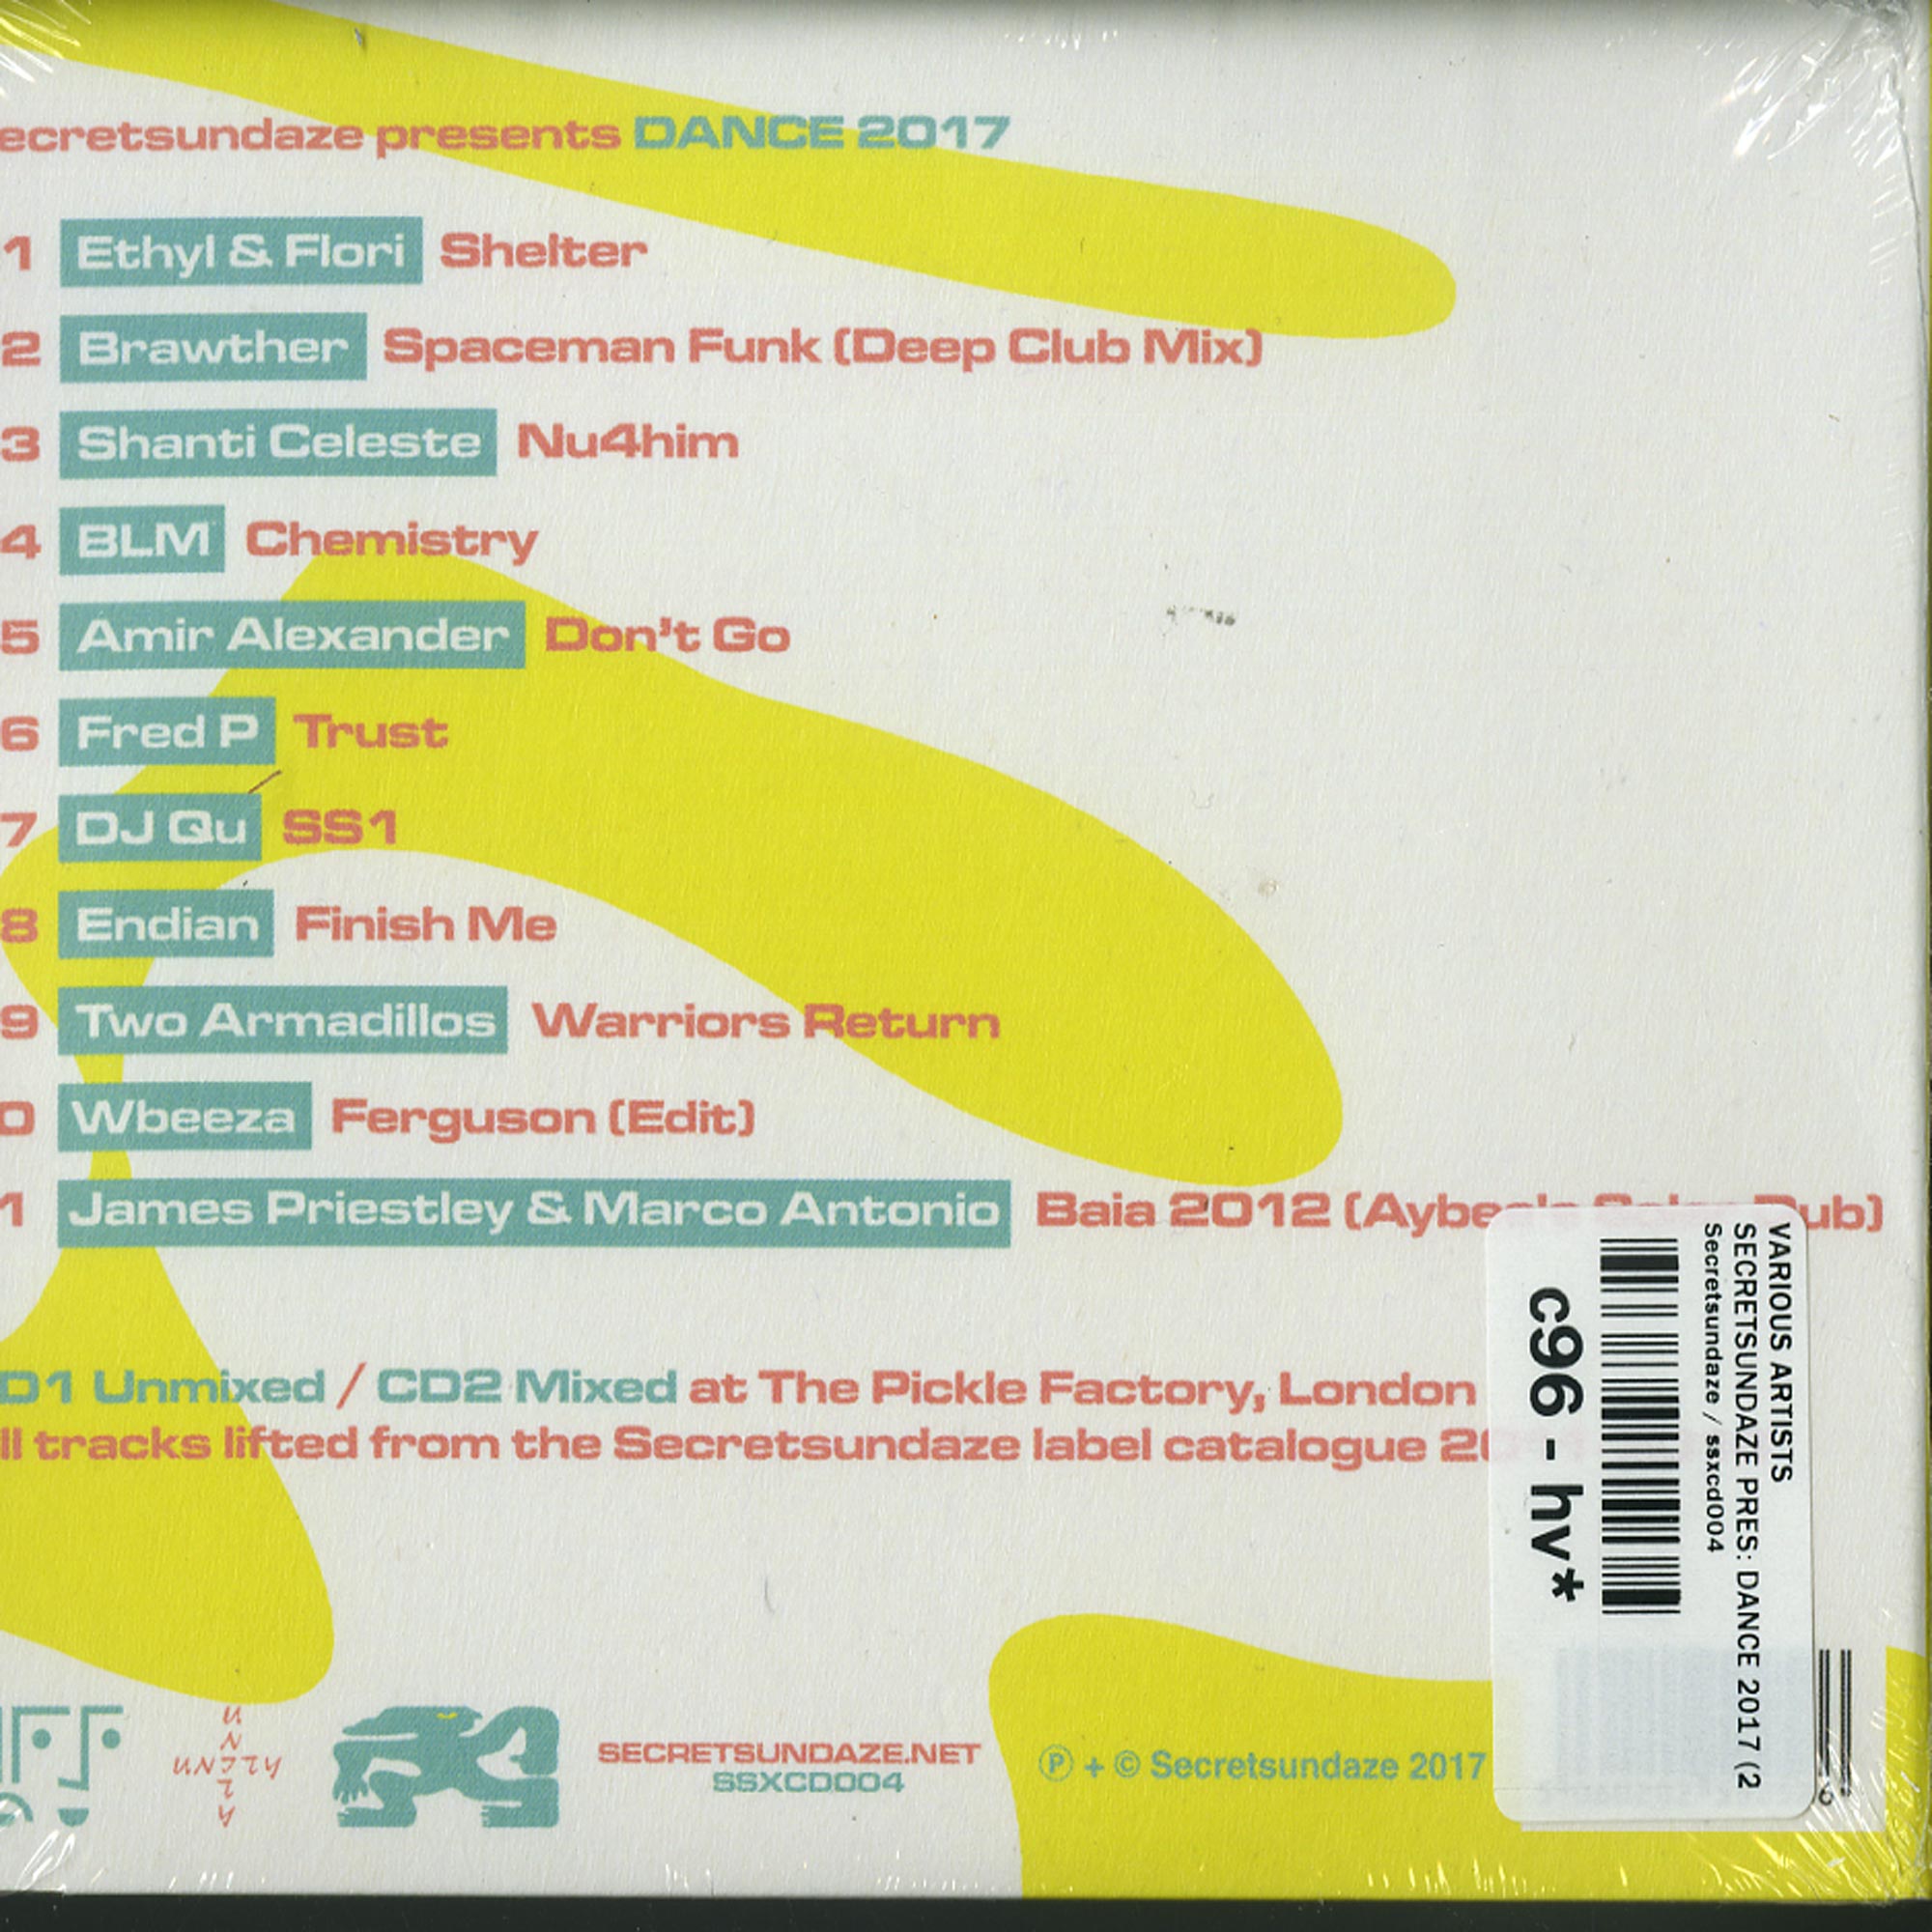 ecretsundaze presents DANCE 2017
1 Ethyl & Flori Shelter
2 Brawther Spaceman Funk (Deep Club Mix)
3 Shanti Celeste Nu4him
4 BLM Chemistry
5 Amir Alexander Don't Go
6 Fred P Trust
7 DJ Qu SS1
8 Endian Finish Me
9 Two Armadillos Warriors Return
0 Wbeeza Ferguson (Edit)
1 James Priestley & Marco Antonio Baia 2012
D1 Unmixed / CD2 Mixed at The Pickle Factory, London
ll tracks lifted from the Secretsundaze label catalogue
SECRETSUNDAZE.NET
SSXCD004
Ⓟ + © Secretsundaze 2017
VARIOUS ARTISTS
SECRETSUNDAZE PRES: DANCE 2017 (2
Secretsundaze / ssxcd004
c96 - hv*